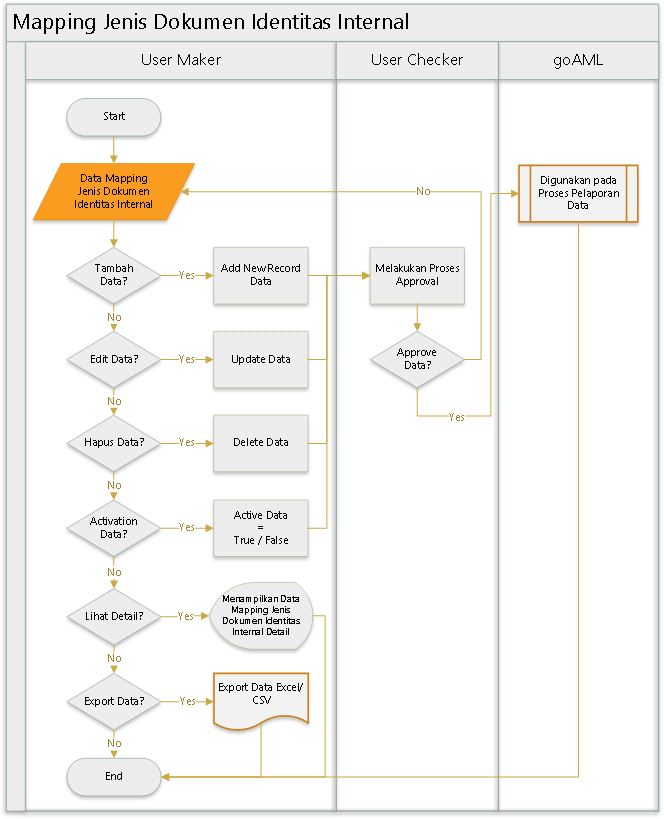 Mapping Jenis Dokumen Identitas Internal
User Maker
User Checker
goAML
Start
Data Mapping
Jenis Dokumen
Identitas Internal
No
Digunakan pada
Proses Pelaporan
Data
Tambah
Data?
Yes
Add New Record
Data
Melakukan Proses
Approval
No
Edit Data?
Yes
Update Data
Approve
Data?
No
Yes
Hapus Data?
Yes
Delete Data
No
Activation
Data?
Yes
Active Data
=
True / False
No
Lihat Detail?
Yes
Menampilkan Data
Mapping Jenis
Dokumen Identitas
Internal Detail
No
Export Data?
Yes
Export Data Excel/
CSV
No
End